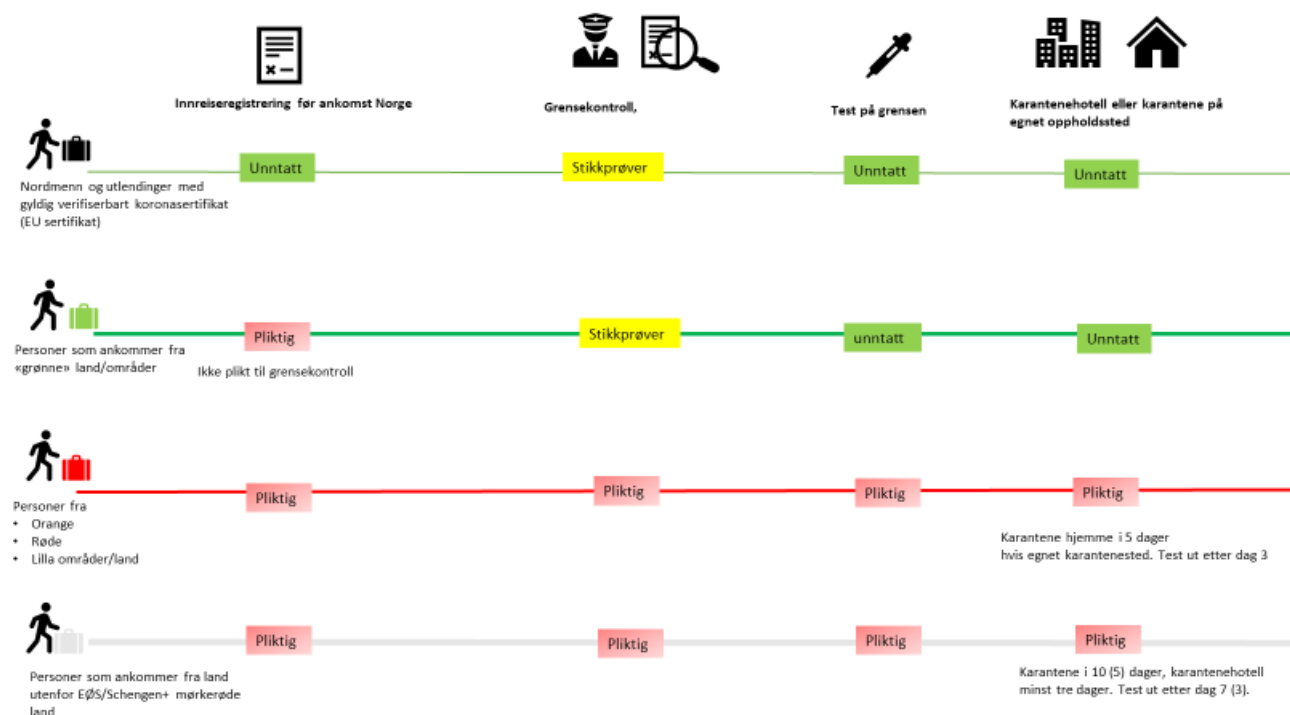 Innreiseregistrering før ankomst Norge
Grensekontroll,
Test på grensen
Karantenehotell eller karantene på
egnet oppholdssted
Unntatt
Stikkprøver
Unntatt
Unntatt
Nordmenn og utlendinger med
gyldig verifiserbart koronasertifikat
(EU sertifikat)
Pliktig
Stikkprøver
unntatt
Unntatt
Personer som ankommer fra
«grønne» land/områder
Ikke plikt til grensekontroll
Pliktig
Pliktig
Pliktig
Pliktig
Personer fra
• Orange
• Røde
• Lilla områder/land
Karantene hjemme i 5 dager
hvis egnet karantenested. Test ut etter dag 3
Pliktig
Pliktig
Pliktig
Pliktig
Personer som ankommer fra land
utenfor EØS/Schengen+ mørkerøde
land
Karantene i 10 (5) dager, karantenehotell
minst tre dager. Test ut etter dag 7 (3).